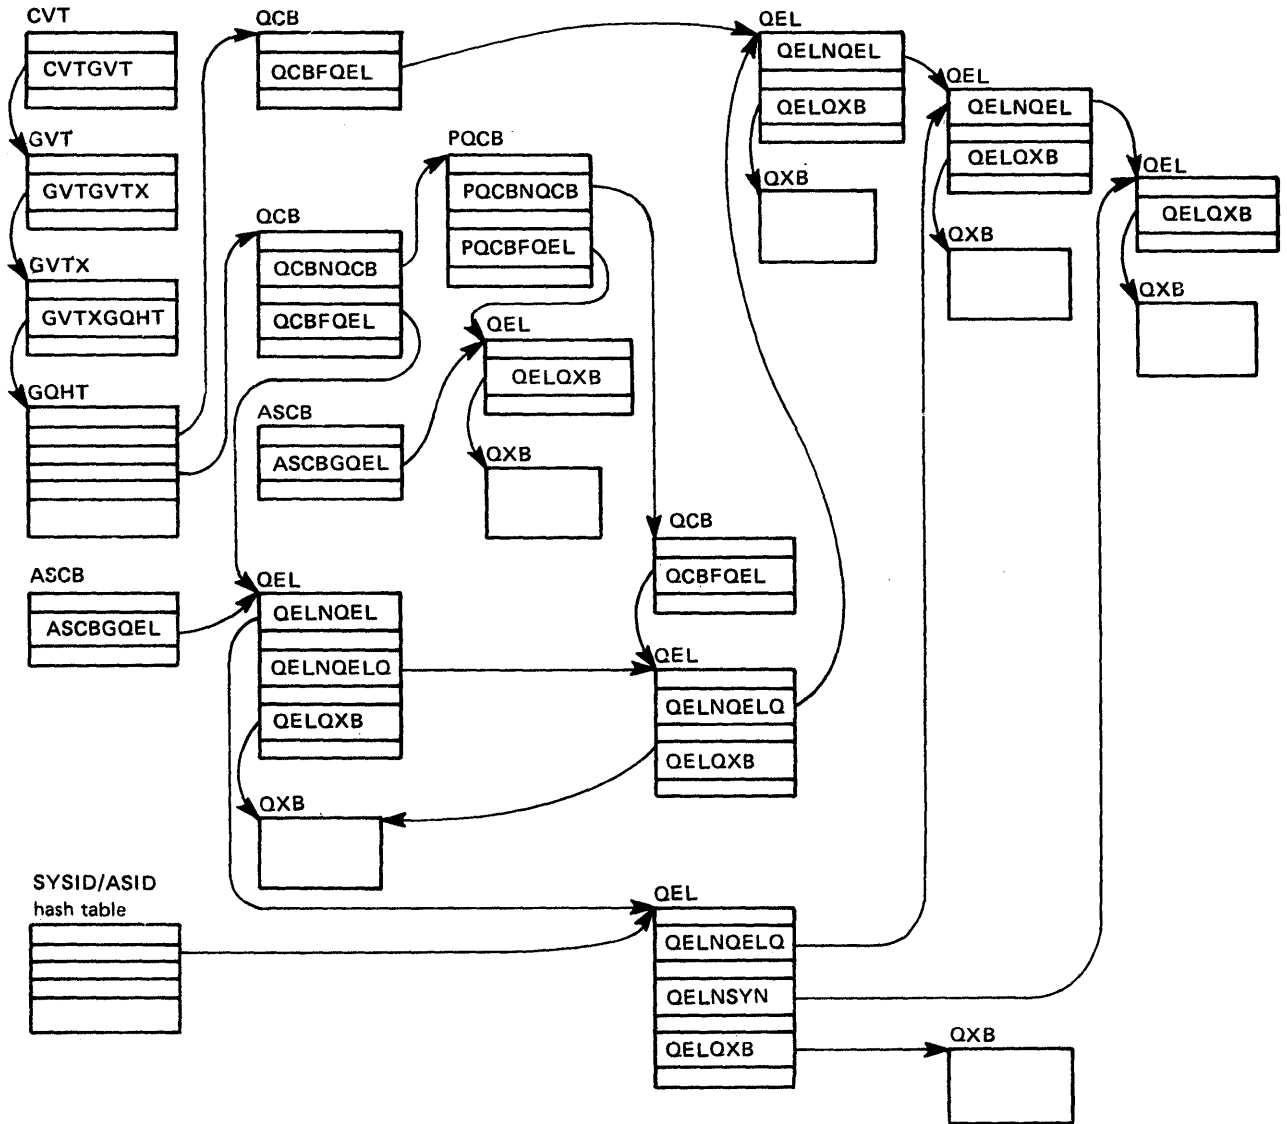 CVT
CVTGVT
GVT
GVTGVTX
GVTX
GVTXGQHT
GQHT
ASCB
ASCBGQEL
SYSID/ASID
hash table
QCB
QCBFQEL
QCB
QCBNQCB
QCBFQEL
ASCB
ASCBGQEL
QEL
QELNQEL
QELNQELQ
QELQXB
QXB
PQCB
PQCBNQCB
PQCBFQEL
QEL
QELQXB
QXB
QCB
QCBFQEL
QEL
QELNQELQ
QELQXB
QEL
QELNQELQ
QELNSYN
QELQXB
QXB
QEL
QELNQEL
QELQXB
QXB
QEL
QELNQEL
QELQXB
QXB
QEL
QELQXB
QXB